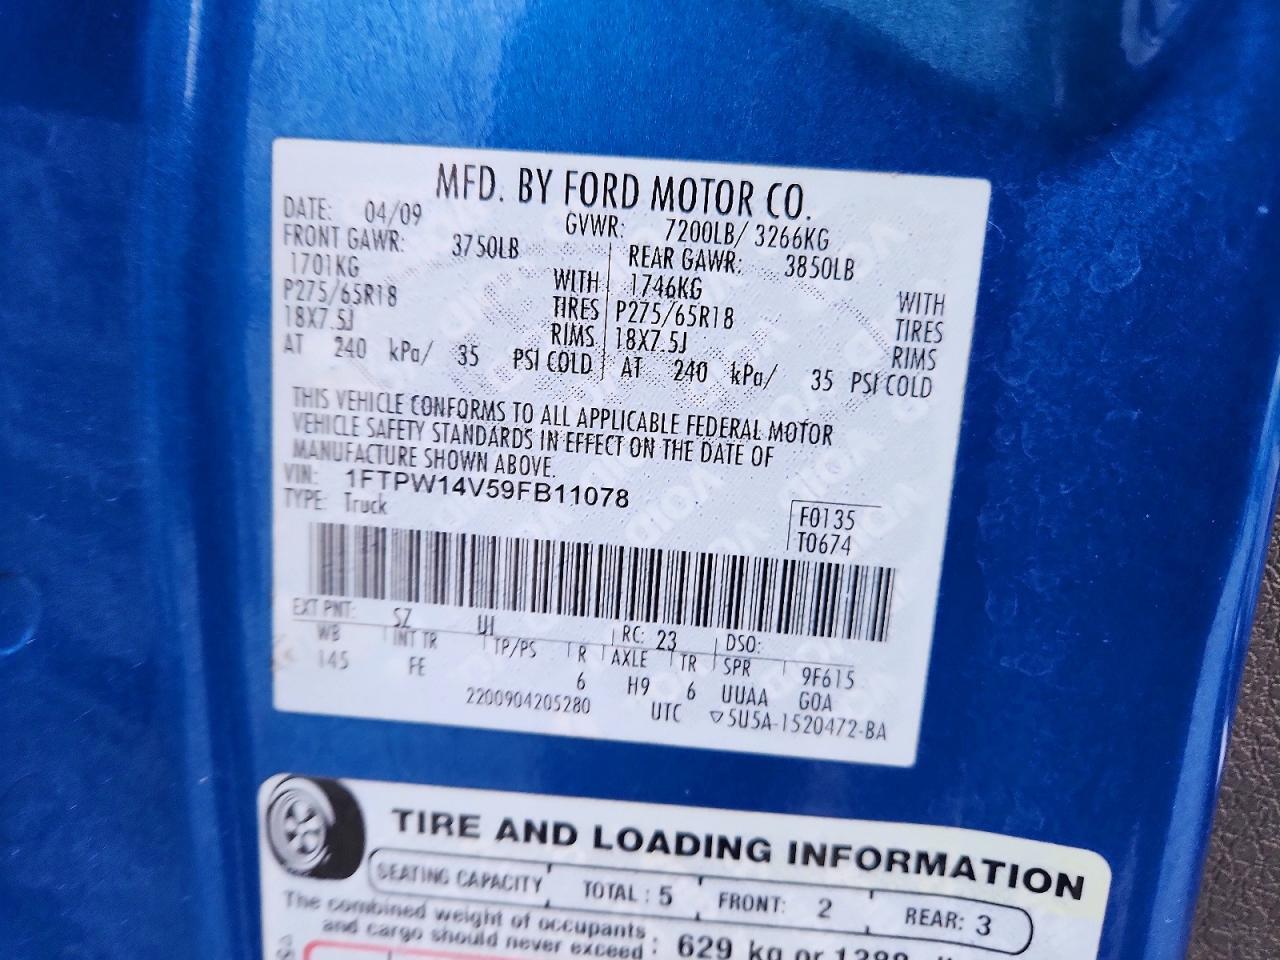 MFD. BY FORD MOTOR CO.
DATE: 04/09 GVWR: 7200LB/ 3266KG
FRONT GAWR: 3750LB REAR GAWR: 3850LB
1701KG WITH 1746KG WITH
P275/65R18 TIRES P275/65R18 TIRES
18X7.5J RIMS 18X7.5J RIMS
AT 240 kPa/ 35 PSI COLD AT 240 kPa/ 35 PSI COLD
THIS VEHICLE CONFORMS TO ALL APPLICABLE FEDERAL MOTOR
VEHICLE SAFETY STANDARDS IN EFFECT ON THE DATE OF
MANUFACTURE SHOWN ABOVE.
VIN: 1FTPW14V59FB11078
TYPE: Truck
F0135
T0674
EXT PNT: SZ UH RC: 23 DSO:
WB INT TR TP/PS R AXLE TR SPR 9F615
145 FE 6 H9 6 UUAA GOA
2200904205280 UTC ▽5U5A-1520472-BA
TIRE AND LOADING INFORMATION
SEATING CAPACITY TOTAL : 5 FRONT: 2 REAR: 3
The combined weight of occupants
and cargo should never exceed : 629 kg or